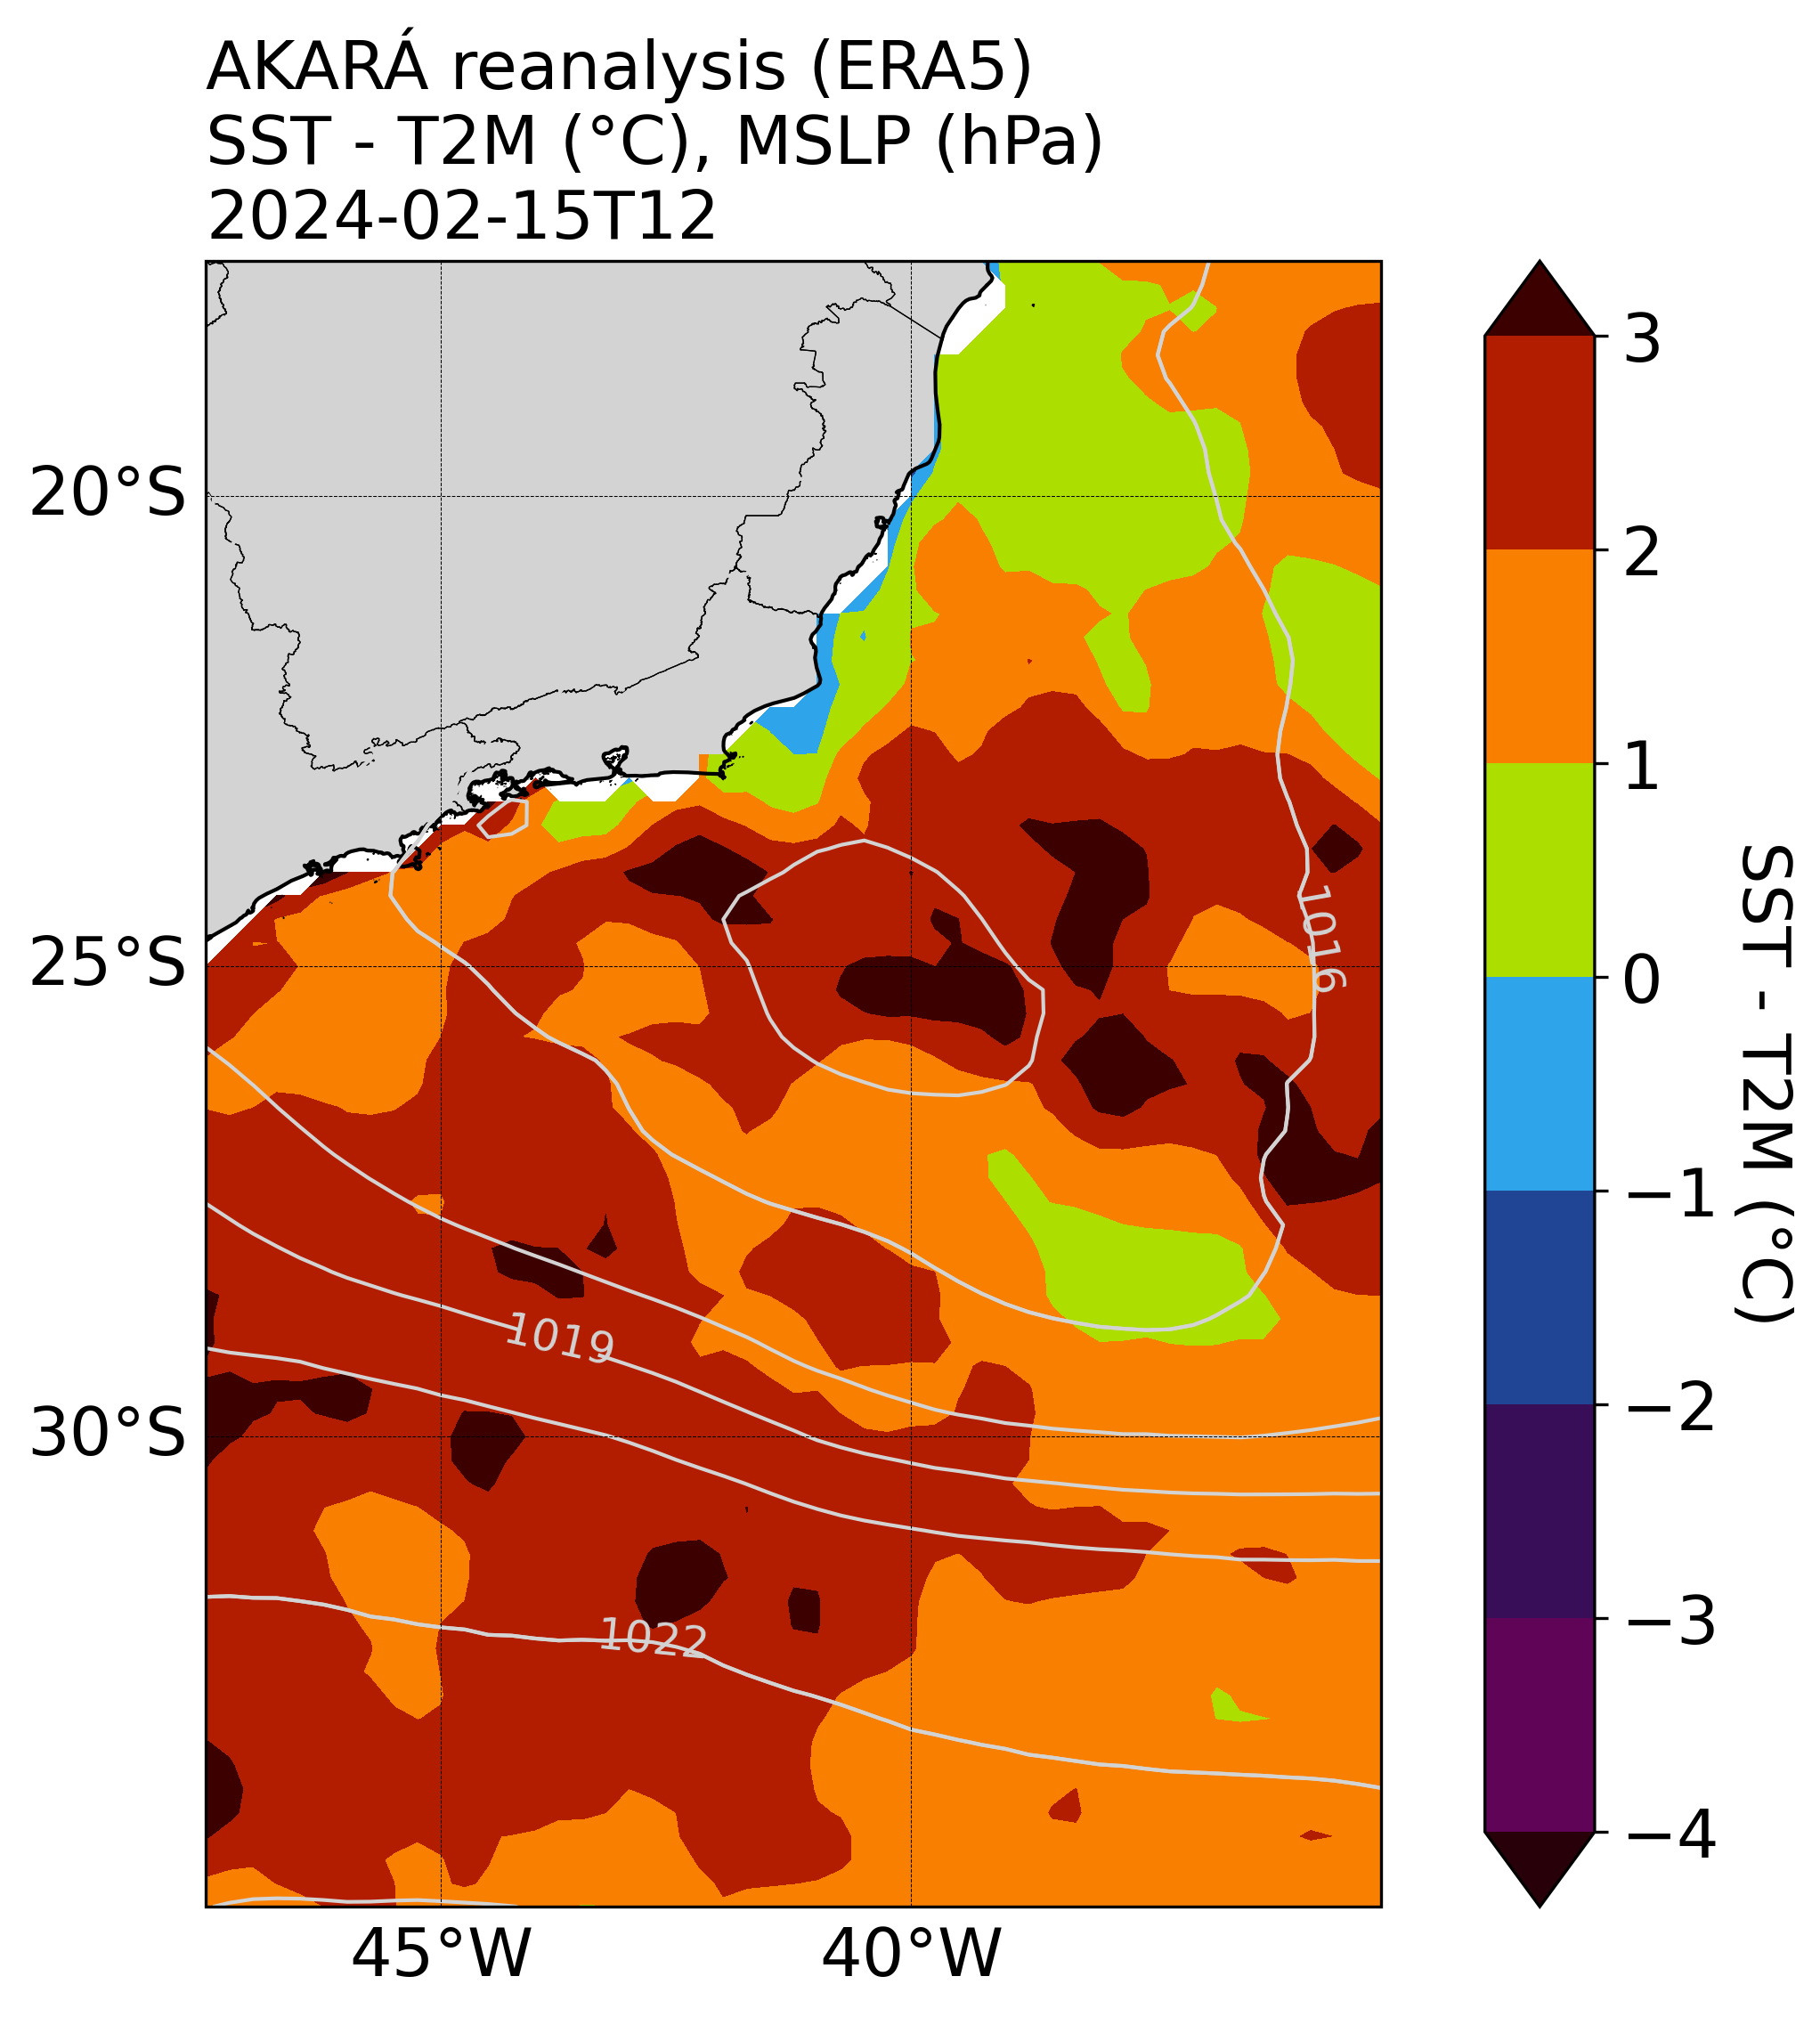 AKARÁ reanalysis (ERA5)
SST - T2M (°C), MSLP (hPa)
2024-02-15T12
20°S
25°S
30°S
45°W
40°W
1016
1019
1022
3
2
1
0
−1
−2
−3
−4
SST - T2M (°C)